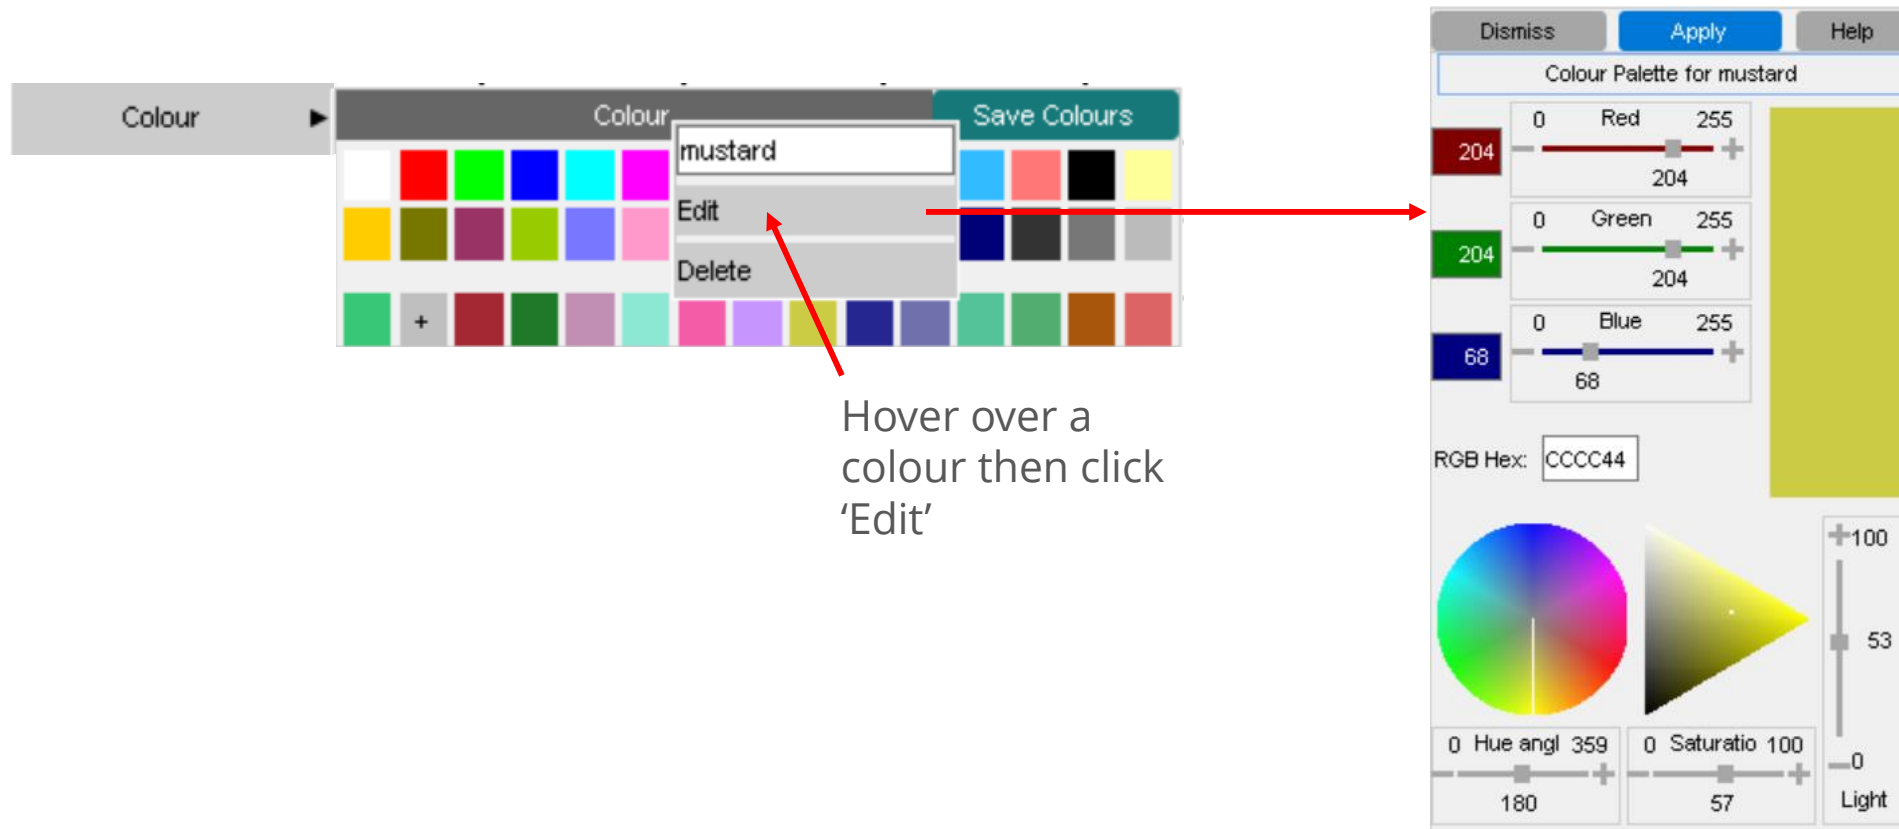 Colour
Colour
Save Colours
mustard
Edit
Delete
+
Hover over a
colour then click
‘Edit’
Dismiss
Apply
Help
Colour Palette for mustard
0 Red 255
204
204
0 Green 255
204
204
0 Blue 255
68
68
RGB Hex: CCCC44
100
53
0
Light
0 Hue angl 359
180
0 Saturatio 100
57